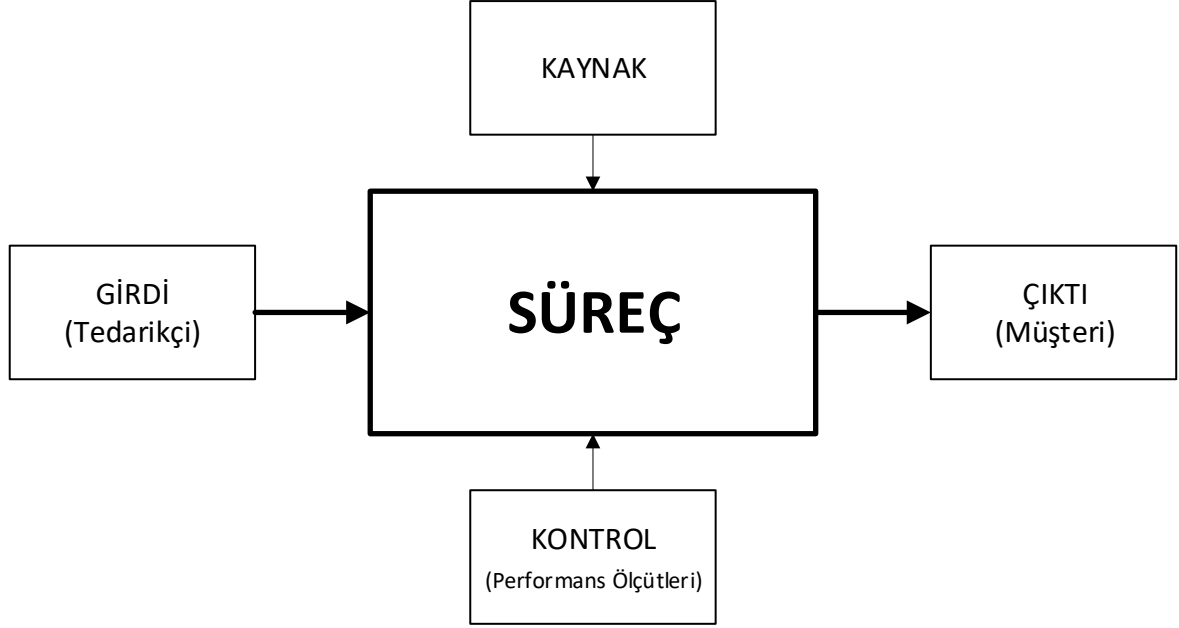 KAYNAK
GİRDİ
(Tedarikçi)
SÜREÇ
ÇIKTI
(Müşteri)
KONTROL
(Performans Ölçütleri)